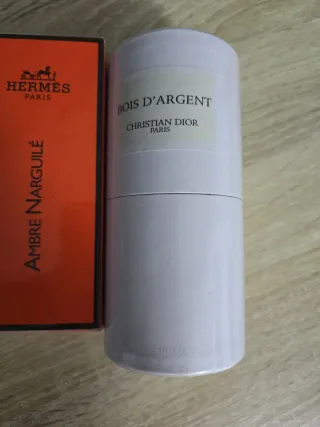 HERMÈS
PARIS
AMBRE NARGUILÉ
BOIS D'ARGENT
CHRISTIAN DIOR
PARIS